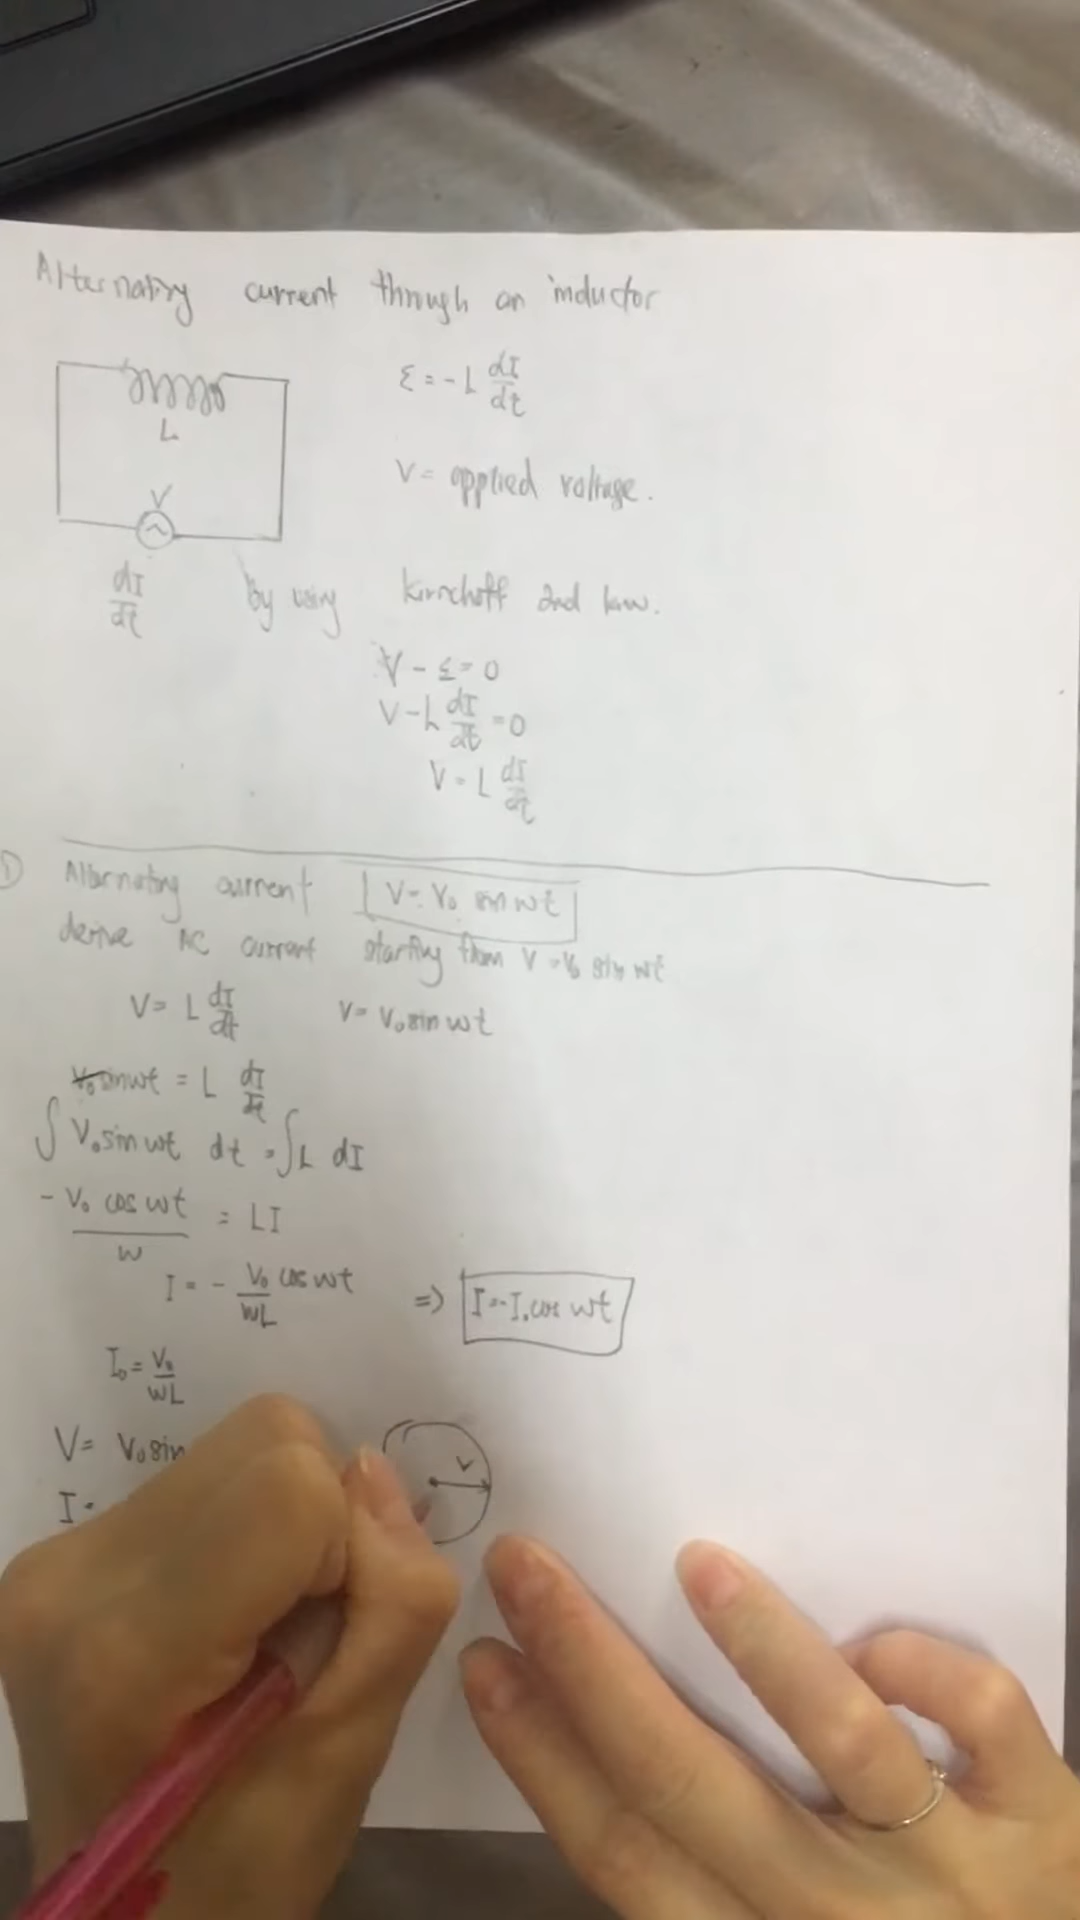 Alternating current through an inductor
L
V
dI/dt
ε = -L dI/dt
V = applied voltage.
By using kirrchoff 2nd law.
V - ε = 0
V - L dI/dt = 0
V = L dI/dt
① Alternating current V = V₀ sin wt
derive AC current starting from V = V₀ sin wt
V = L dI/dt V = V₀ sin wt
V₀ sin wt = L dI/dt
∫ V₀ sin wt dt = ∫ L dI
- V₀ cos wt / w = LI
I = - V₀/wL cos wt => I = -I₀ cos wt
I₀ = V₀/wL
V = V₀ sin
I =
V